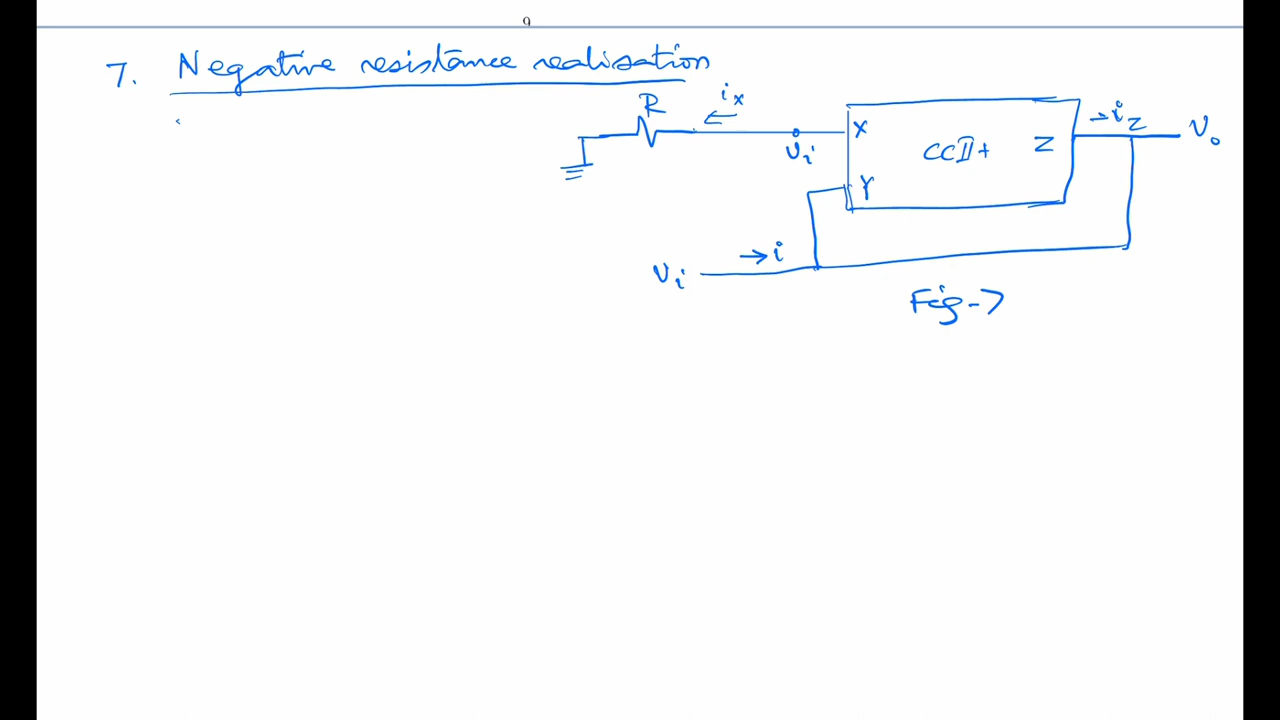 9
7. Negative resistance realisation
R
ix
X
vi
Y
CCII+
Z
→ iz
Vo
Vi
→ i
Fig-7